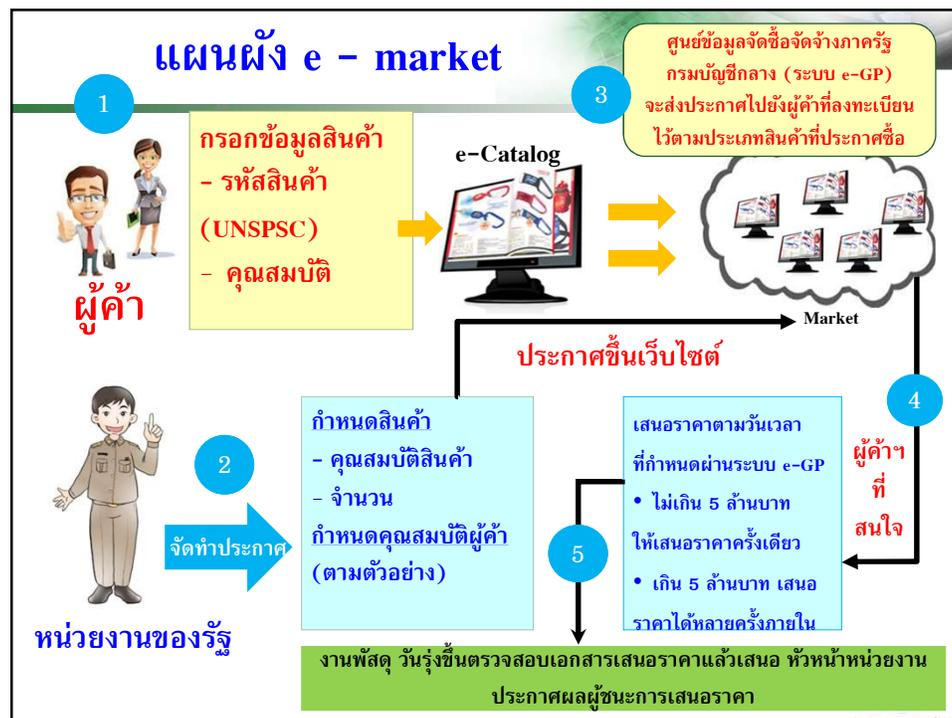 แผนผัง e - market
1
กรอกข้อมูลสินค้า
- รหัสสินค้า
(UNSPSC)
- คุณสมบัติ
ผู้ค้า
e-Catalog
3
ศูนย์ข้อมูลจัดซื้อจัดจ้างภาครัฐ
กรมบัญชีกลาง (ระบบ e-GP)
จะส่งประกาศไปยังผู้ค้าที่ลงทะเบียน
ไว้ตามประเภทสินค้าที่ประกาศซื้อ
Market
ประกาศขึ้นเว็บไซต์
2
จัดทำประกาศ
หน่วยงานของรัฐ
กำหนดสินค้า
- คุณสมบัติสินค้า
- จำนวน
กำหนดคุณสมบัติผู้ค้า
(ตามตัวอย่าง)
4
ผู้ค้าฯ
ที่
สนใจ
เสนอราคาตามวันเวลา
ที่กำหนดผ่านระบบ e-GP
• ไม่เกิน 5 ล้านบาท
ให้เสนอราคาครั้งเดียว
• เกิน 5 ล้านบาท เสนอ
ราคาได้หลายครั้งภายใน
5
งานพัสดุ วันรุ่งขึ้นตรวจสอบเอกสารเสนอราคาแล้วเสนอ หัวหน้าหน่วยงาน
ประกาศผลผู้ชนะการเสนอราคา